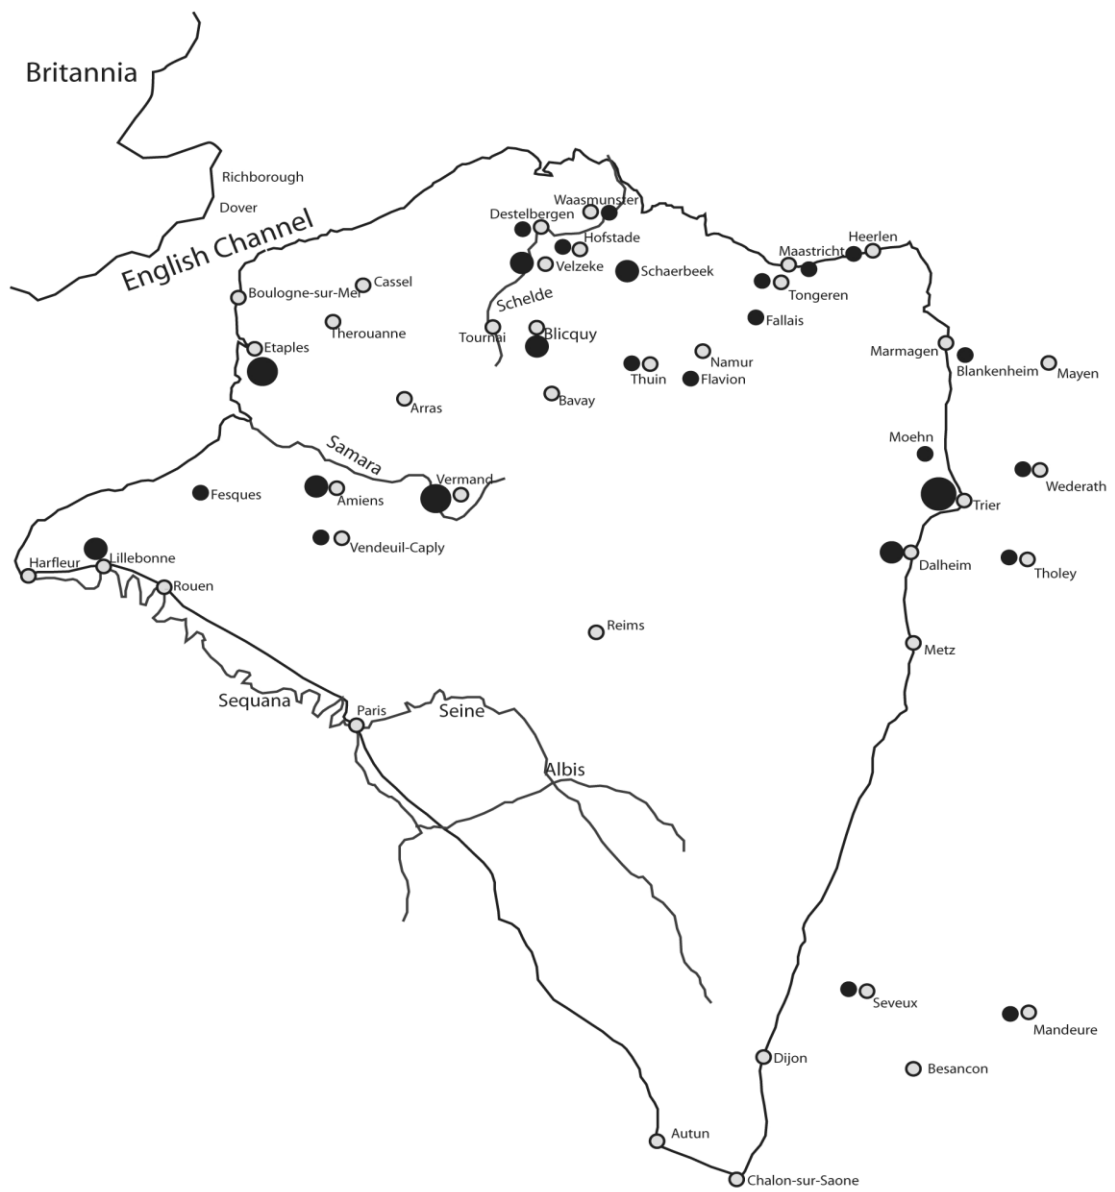 Britannia
Richborough
Dover
English Channel
Waasmunster
Destelbergen
Hofstade
Heerlen
Maastricht
Velzeke
Schaerbeek
Cassel
Tongeren
Boulogne-sur-Mer
Schelde
Fallais
Therouanne
Tournai
Blicquy
Etaples
Marmagen
Namur
Blankenheim
Mayen
Thuin
Flavion
Bavay
Arras
Moehn
Samara
Vermand
Wederath
Fesques
Amiens
Trier
Vendeuil-Caply
Lillebonne
Harfleur
Dalheim
Tholey
Rouen
Reims
Metz
Sequana
Paris
Seine
Albis
Seveux
Mandeure
Dijon
Besancon
Autun
Chalon-sur-Saone